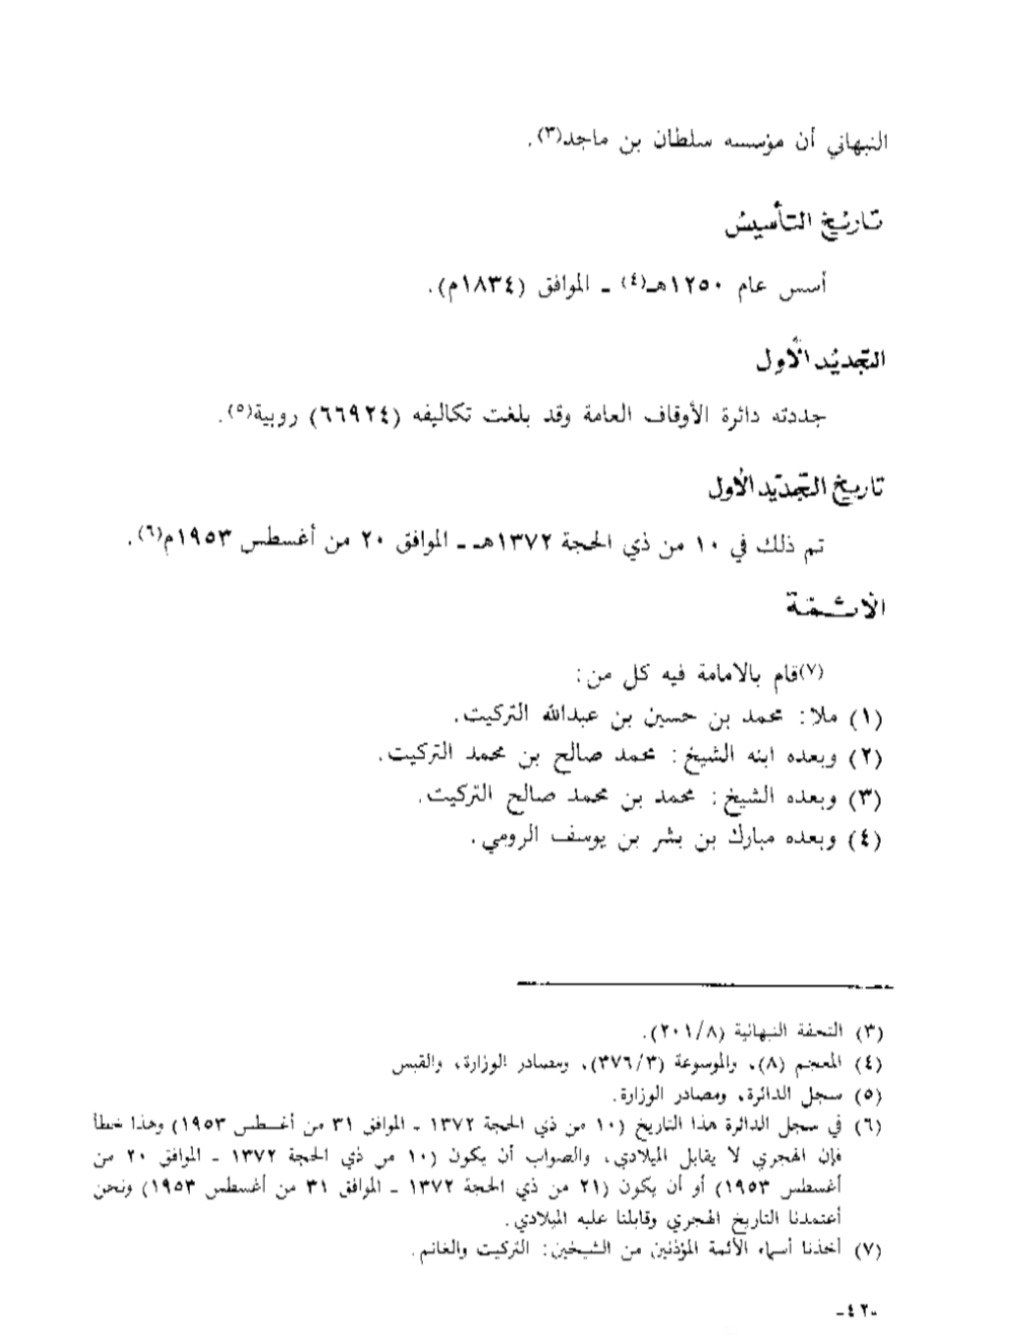 النبهاني أن مؤسسه سلطان بن ماجد(٣).
تاريخ التأسيس
أسس عام ١٢٥٠هـ(٤) ـ الموافق (١٨٣٤م).
التجديد الأول
جددته دائرة الأوقاف العامة وقد بلغت تكاليفه (٦٦٩٢٤) روبية(٥).
تاريخ التجديد الأول
تم ذلك في ١٠ من ذي الحجة ١٣٧٢هـ ـ الموافق ٢٠ من أغسطس ١٩٥٣م(٦).
الأئمة
(٧)قام بالامامة فيه كل من:
(١) ملا: محمد بن حسين بن عبدالله التركيت.
(٢) وبعده ابنه الشيخ: محمد صالح بن محمد التركيت.
(٣) وبعده الشيخ: محمد بن محمد صالح التركيت.
(٤) وبعده مبارك بن بشر بن يوسف الرومي.
(٣) التحفة النبهانية (٢٠١/٨).
(٤) المعجم (٨)، والموسوعة (٣٧٦/٣)، ومصادر الوزارة، والقبس
(٥) سجل الدائرة، ومصادر الوزارة.
(٦) في سجل الدائرة هذا التاريخ (١٠ من ذي الحجة ١٣٧٢ ـ الموافق ٣١ من أغسطس ١٩٥٣) وهذا خطأ
فإن الهجري لا يقابل الميلادي، والصواب أن يكون (١٠ من ذي الحجة ١٣٧٢ ـ الموافق ٢٠ من
أغسطس ١٩٥٣) أو أن يكون (٢١ من ذي الحجة ١٣٧٢ ـ الموافق ٣١ من أغسطس ١٩٥٣) ونحن
أعتمدنا التاريخ الهجري وقابلنا عليه الميلادي.
(٧) أخذنا أسماء الأئمة المؤذنين من الشيخين: التركيت والغانم.
-٤٢-